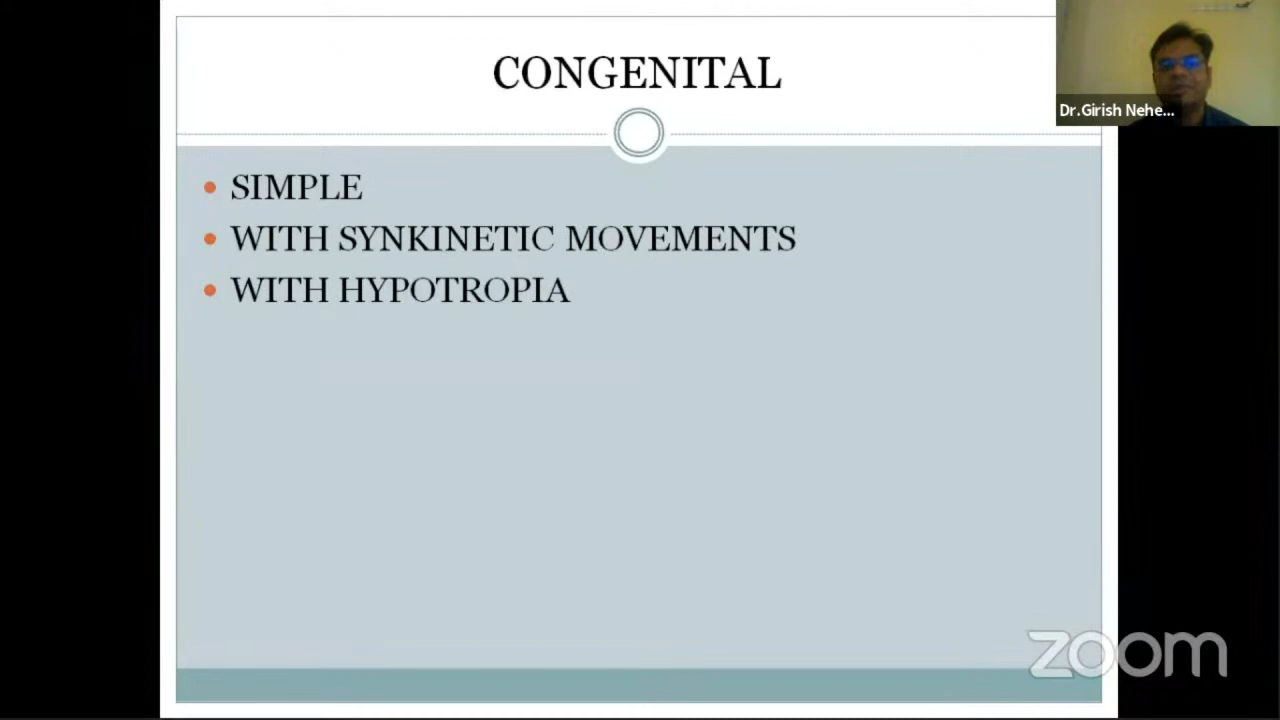 CONGENITAL
Dr.Girish Nehe...
SIMPLE
WITH SYNKINETIC MOVEMENTS
WITH HYPOTROPIA
zoom